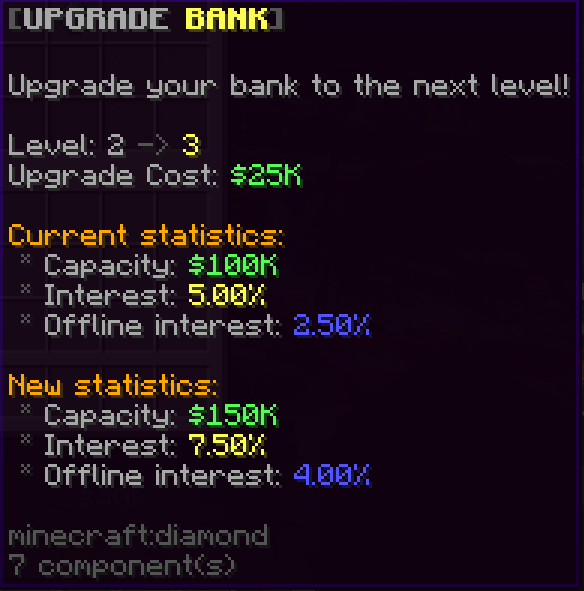 [UPGRADE BANK]
Upgrade your bank to the next level!
Level: 2 -> 3
Upgrade Cost: $25K
Current statistics:
* Capacity: $100K
* Interest: 5.00%
* Offline interest: 2.50%
New statistics:
* Capacity: $150K
* Interest: 7.50%
* Offline interest: 4.00%
minecraft:diamond
7 component(s)